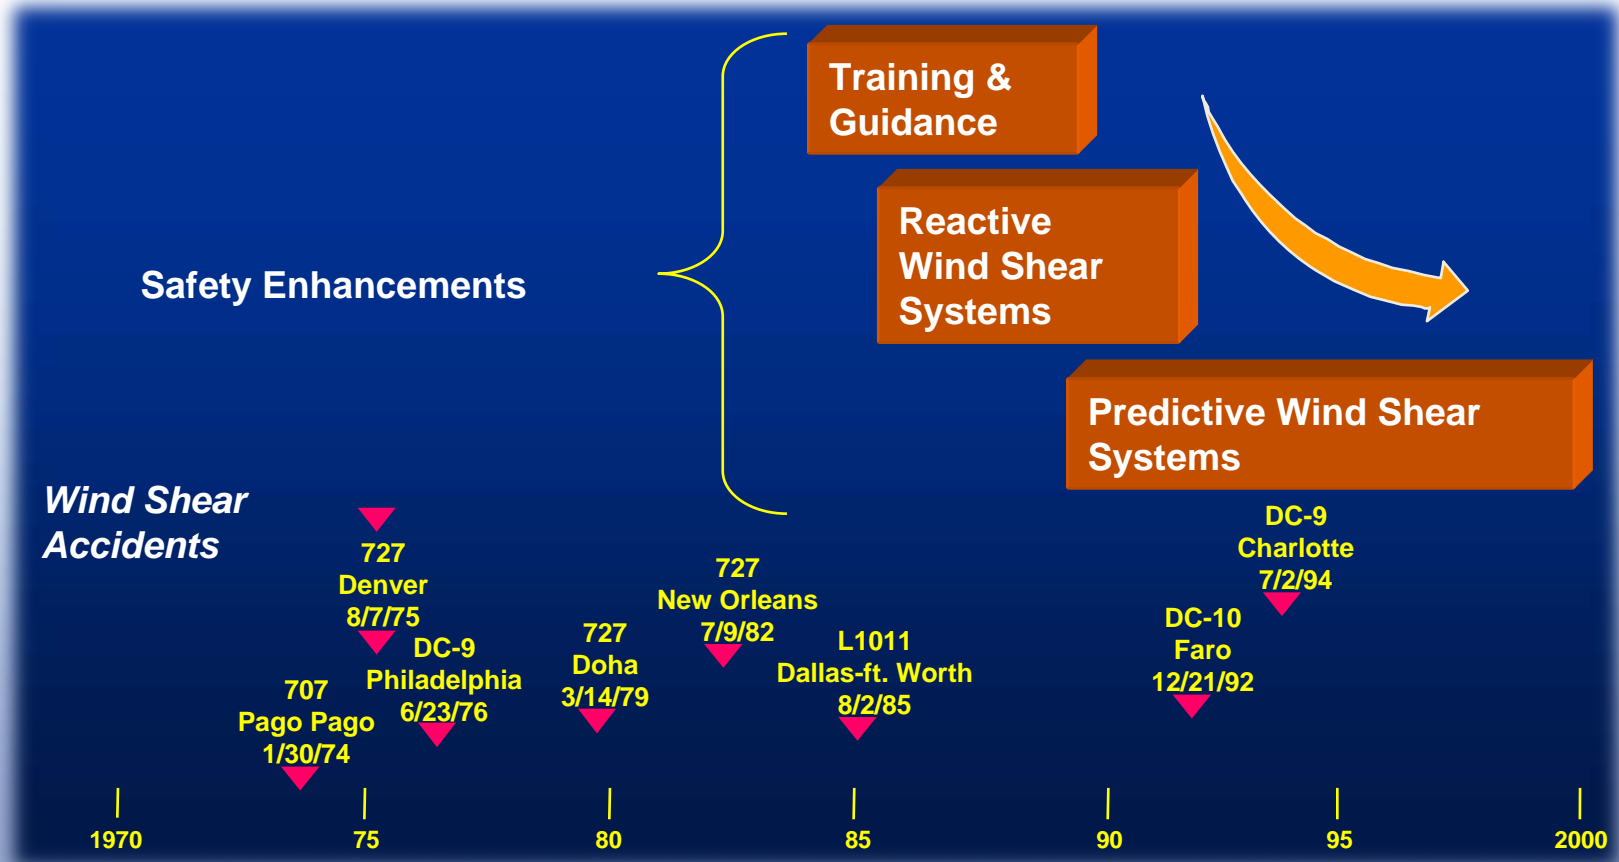 Training &
Guidance
Reactive
Wind Shear
Systems
Safety Enhancements
Predictive Wind Shear
Systems
Wind Shear
Accidents
727
Denver
8/7/75
DC-9
Philadelphia
6/23/76
707
Pago Pago
1/30/74
727
Doha
3/14/79
727
New Orleans
7/9/82
L1011
Dallas-ft. Worth
8/2/85
DC-10
Faro
12/21/92
DC-9
Charlotte
7/2/94
1970 75 80 85 90 95 2000